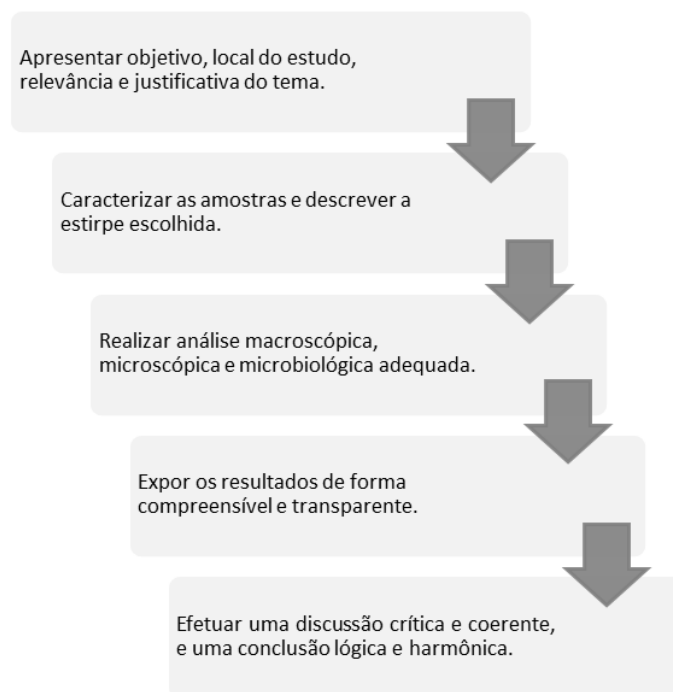 Apresentar objetivo, local do estudo,
relevância e justificativa do tema.
Caracterizar as amostras e descrever a
estirpe escolhida.
Realizar análise macroscópica,
microscópica e microbiológica adequada.
Expor os resultados de forma
compreensível e transparente.
Efetuar uma discussão crítica e coerente,
e uma conclusão lógica e harmônica.